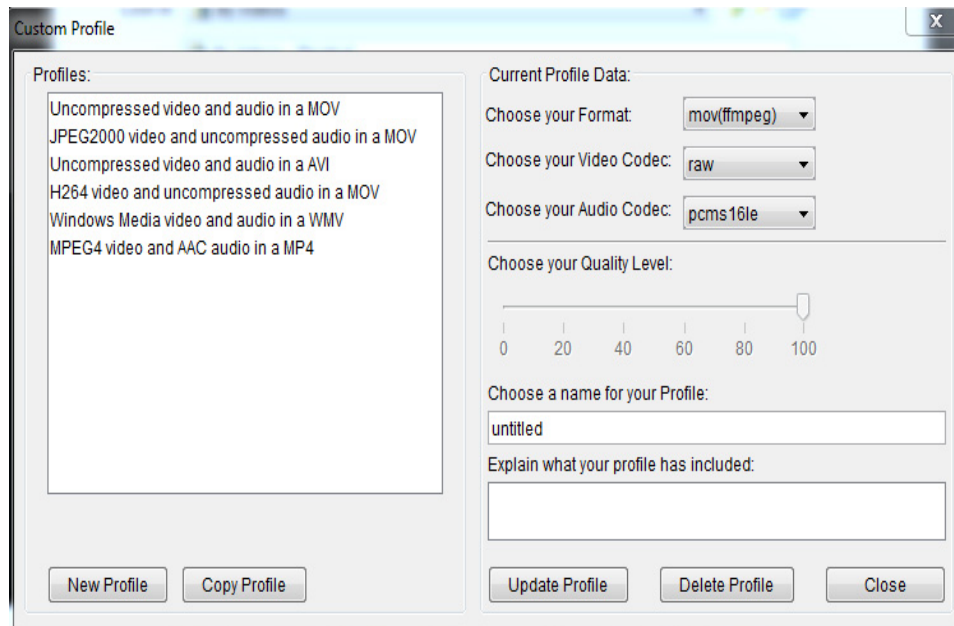 Custom Profile
X
Profiles:
Uncompressed video and audio in a MOV
JPEG2000 video and uncompressed audio in a MOV
Uncompressed video and audio in a AVI
H264 video and uncompressed audio in a MOV
Windows Media video and audio in a WMV
MPEG4 video and AAC audio in a MP4
New Profile
Copy Profile
Current Profile Data:
Choose your Format:
mov(ffmpeg)
Choose your Video Codec:
raw
Choose your Audio Codec:
pcms16le
Choose your Quality Level:
0 20 40 60 80 100
Choose a name for your Profile:
untitled
Explain what your profile has included:
Update Profile
Delete Profile
Close